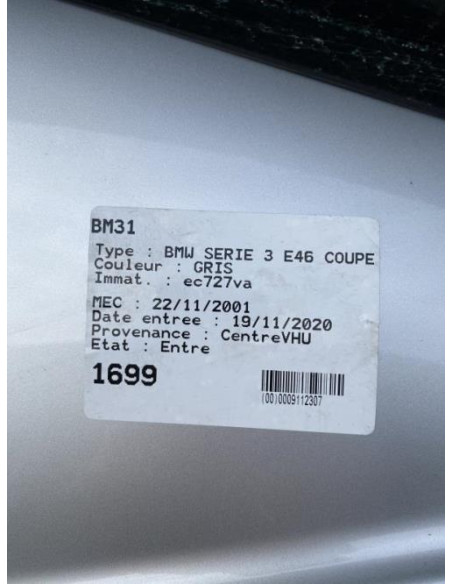 BM31
Type : BMW SERIE 3 E46 COUPE
Couleur : GRIS
Immat. : ec727va
MEC : 22/11/2001
Date entree : 19/11/2020
Provenance : CentreVHU
Etat : Entre
1699
(00)0009112307